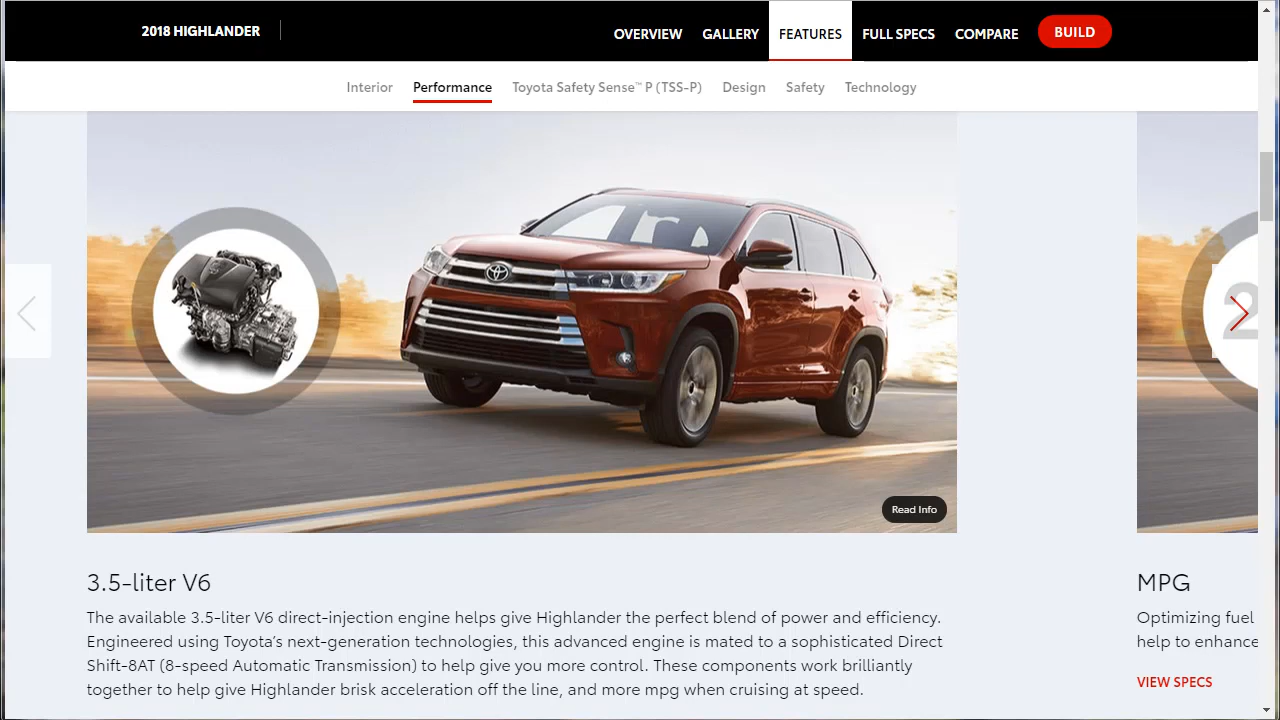 2018 HIGHLANDER
OVERVIEW GALLERY FEATURES FULL SPECS COMPARE BUILD
Interior Performance Toyota Safety Sense™ P (TSS-P) Design Safety Technology
2
Read Info
3.5-liter V6
The available 3.5-liter V6 direct-injection engine helps give Highlander the perfect blend of power and efficiency.
Engineered using Toyota's next-generation technologies, this advanced engine is mated to a sophisticated Direct
Shift-8AT (8-speed Automatic Transmission) to help give you more control. These components work brilliantly
together to help give Highlander brisk acceleration off the line, and more mpg when cruising at speed.
MPG
Optimizing fuel
help to enhance
VIEW SPECS